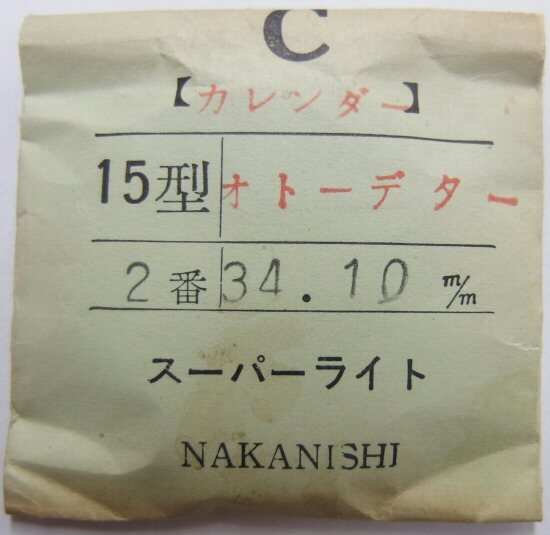 C
【カレンダー】
15型 オートデーター
2番 34.10 m/m
スーパーライト
NAKANISHI